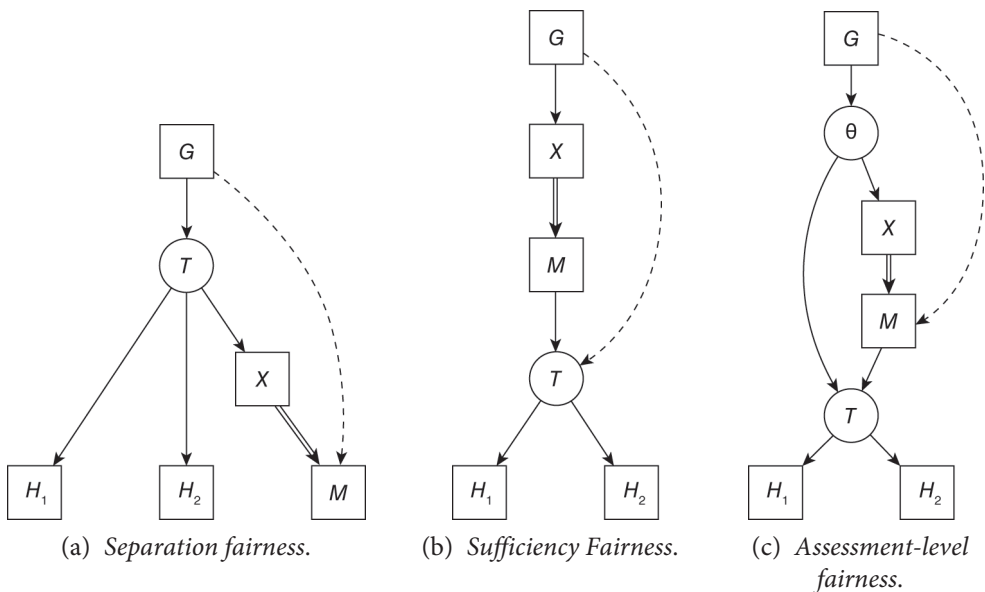 G
T
X
H₁ H₂ M
(a) Separation fairness.
G
X
M
T
H₁ H₂
(b) Sufficiency Fairness.
G
θ
X
M
T
H₁ H₂
(c) Assessment-level
fairness.